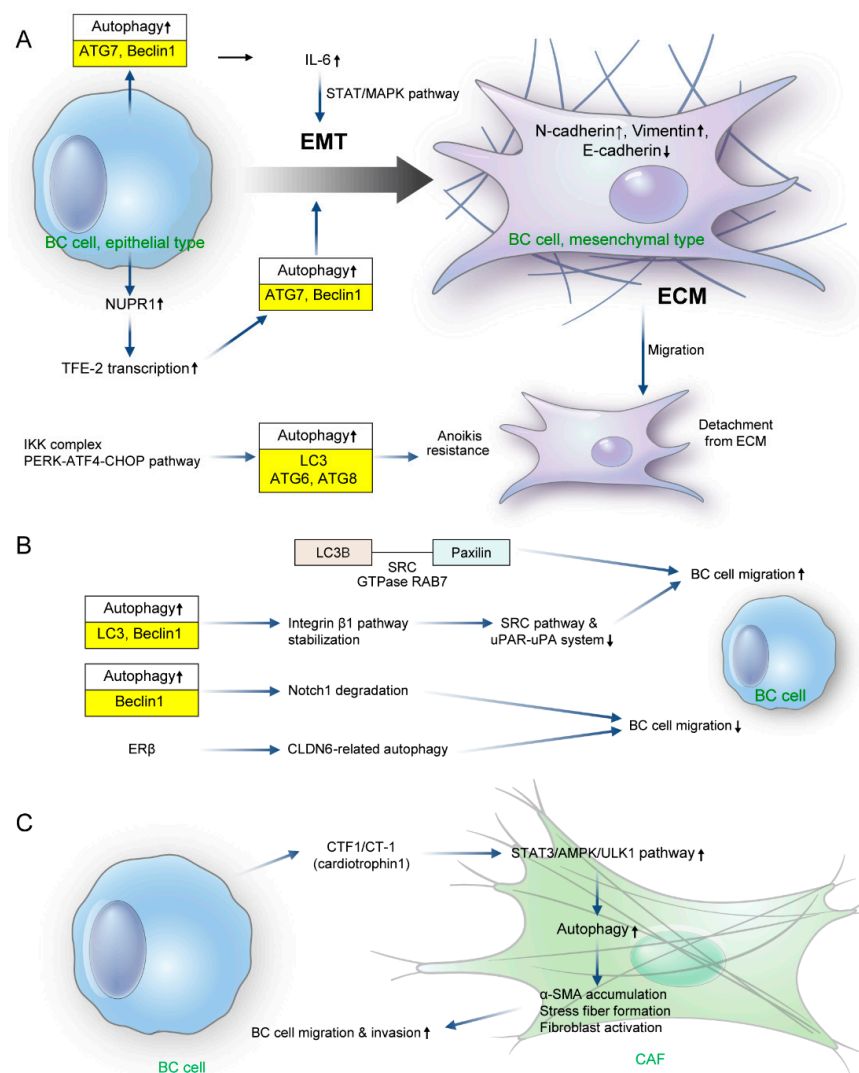 A
Autophagy↑
ATG7, Beclin1
IL-6↑
STAT/MAPK pathway
EMT
N-cadherin↑, Vimentin↑,
E-cadherin↓
BC cell, epithelial type
BC cell, mesenchymal type
Autophagy↑
ATG7, Beclin1
ECM
NUPR1↑
TFE-2 transcription↑
Migration
IKK complex
PERK-ATF4-CHOP pathway
Autophagy↑
LC3
ATG6, ATG8
Anoikis
resistance
Detachment
from ECM
B
LC3B
SRC
GTPase RAB7
Paxilin
BC cell migration↑
Autophagy↑
LC3, Beclin1
Integrin β1 pathway
stabilization
SRC pathway &
uPAR-uPA system↓
Autophagy↑
Beclin1
Notch1 degradation
BC cell
BC cell migration↓
ERβ
CLDN6-related autophagy
C
CTF1/CT-1
(cardiotrophin1)
STAT3/AMPK/ULK1 pathway↑
Autophagy↑
α-SMA accumulation
Stress fiber formation
Fibroblast activation
BC cell migration & invasion↑
BC cell
CAF